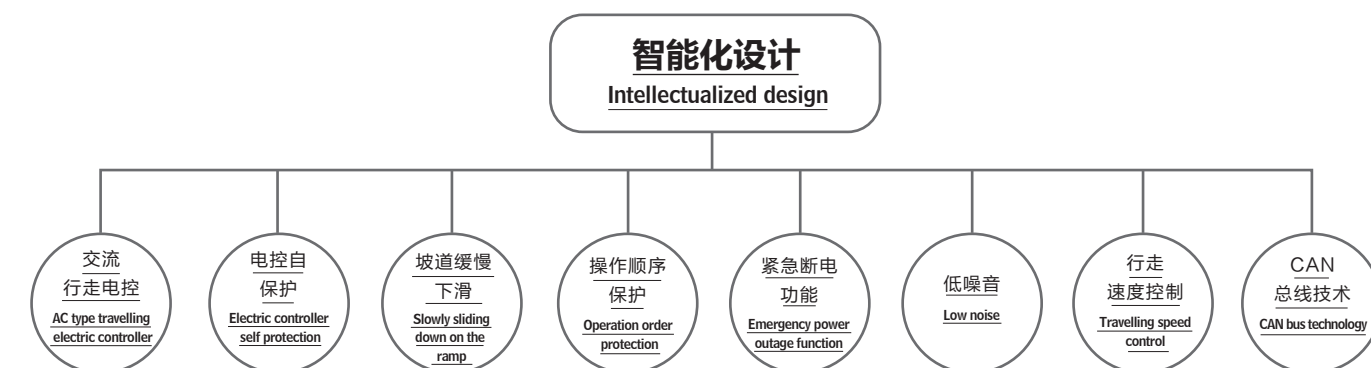 智能化设计
Intellectualized design
交流
行走电控
AC type travelling
electric controller
电控自
保护
Electric controller
self protection
坡道缓慢
下滑
Slowly sliding
down on the
ramp
操作顺序
保护
Operation order
protection
紧急断电
功能
Emergency power
outage function
低噪音
Low noise
行走
速度控制
Travelling speed
control
CAN
总线技术
CAN bus technology